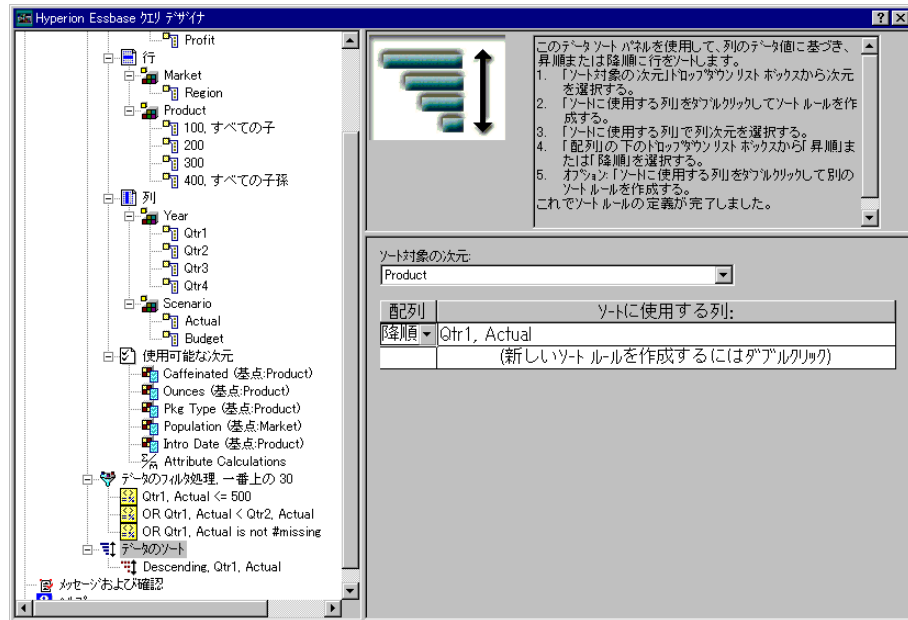 Hyperion Essbase クエリ デザイナ
Profit
行
Market
Region
Product
100, すべての子
200
300
400, すべての子孫
列
Year
Qtr1
Qtr2
Qtr3
Qtr4
Scenario
Actual
Budget
使用可能な次元
Caffeinated (基点:Product)
Ounces (基点:Product)
Pkg Type (基点:Product)
Population (基点:Market)
Intro Date (基点:Product)
Attribute Calculations
データのフィルタ処理, 一番上の 30
Qtr1, Actual <= 500
OR Qtr1, Actual < Qtr2, Actual
OR Qtr1, Actual is not #missing
データのソート
Descending, Qtr1, Actual
メッセージおよび確認
このデータ ソート パネルを使用して、列のデータ値に基づき、
昇順または降順に行をソートします。
1. 「ソート対象の次元」ドロップダウン リスト ボックスから次元
を選択する。
2. 「ソートに使用する列」をダブルクリックしてソート ルールを作
成する。
3. 「ソートに使用する列」で列次元を選択する。
4. 「配列」の下のドロップダウン リスト ボックスから「昇順」ま
たは「降順」を選択する。
5. オプション:「ソートに使用する列」をダブルクリックして別の
ソート ルールを作成する。
これでソート ルールの定義が完了しました。
ソート対象の次元:
Product
配列 ソートに使用する列:
降順 Qtr1, Actual
(新しいソート ルールを作成するにはダブルクリック)